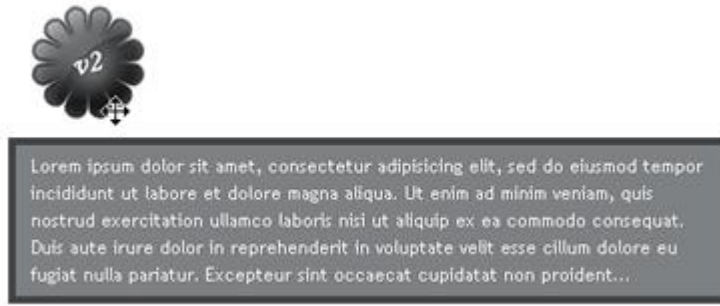 v2
Lorem ipsum dolor sit amet, consectetur adipisicing elit, sed do eiusmod tempor
incididunt ut labore et dolore magna aliqua. Ut enim ad minim veniam, quis
nostrud exercitation ullamco laboris nisi ut aliquip ex ea commodo consequat.
Duis aute irure dolor in reprehenderit in voluptate velit esse cillum dolore eu
fugiat nulla pariatur. Excepteur sint occaecat cupidatat non proident...